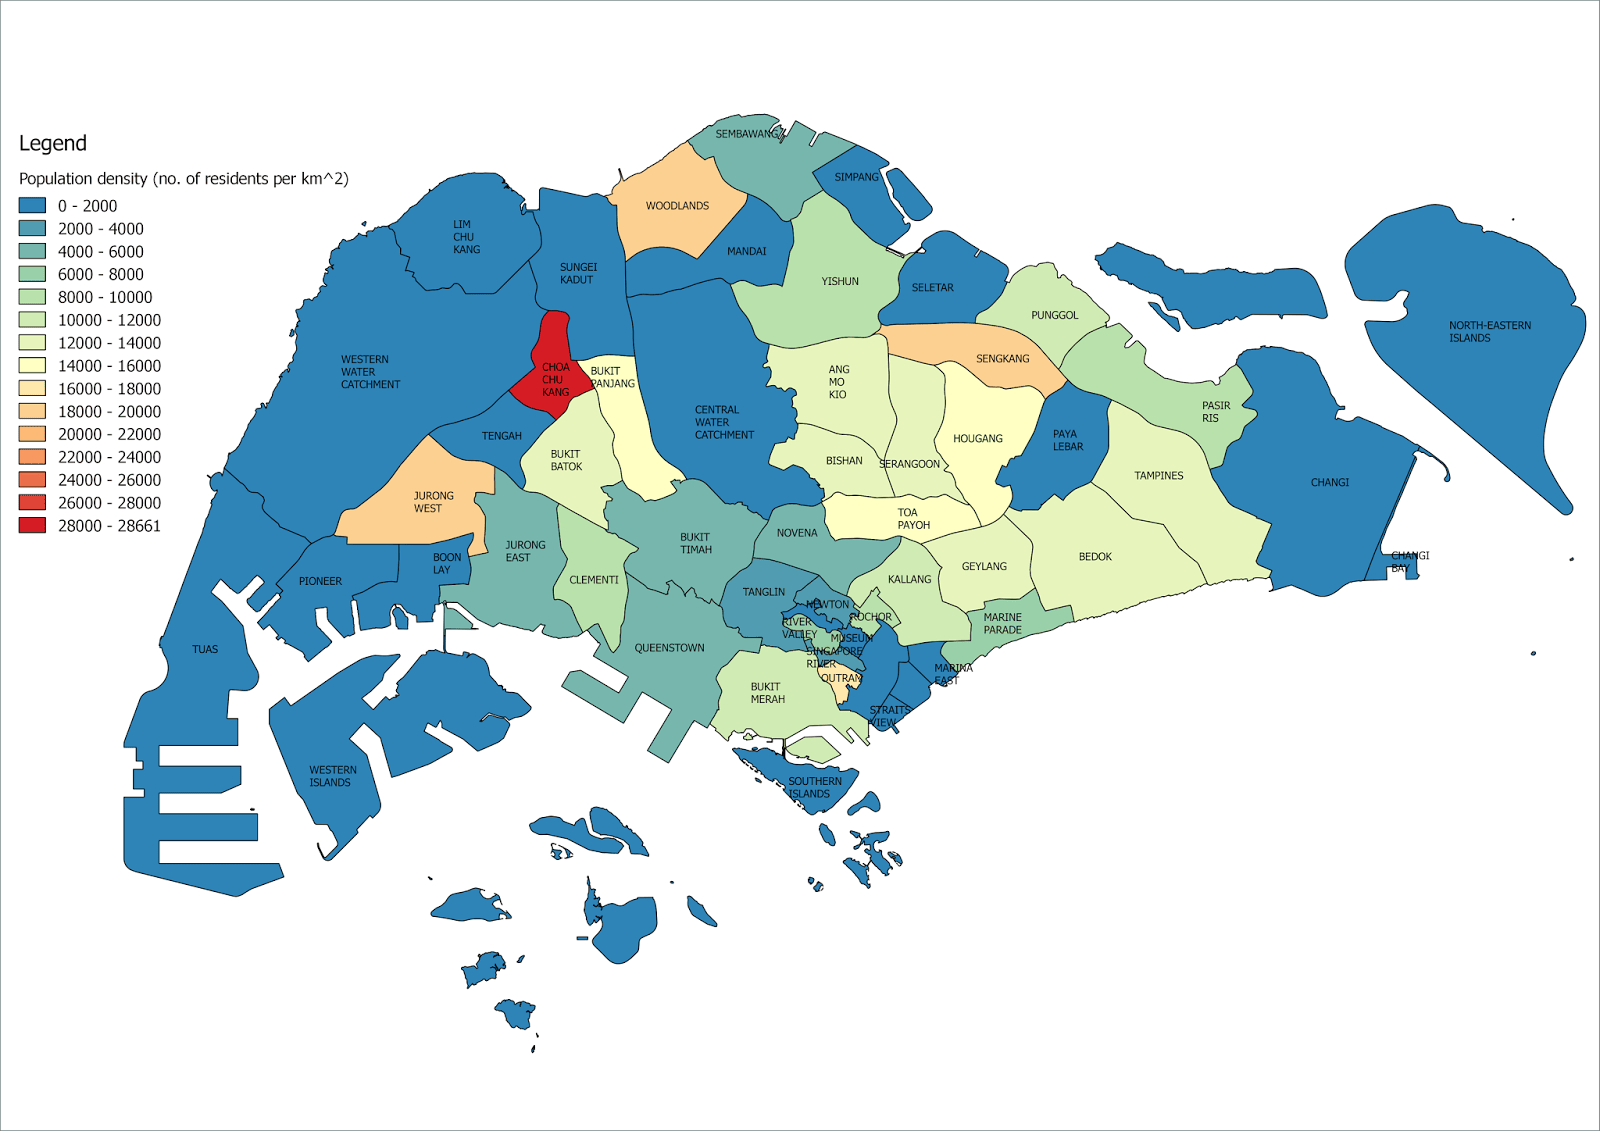 Legend
Population density (no. of residents per km^2)
0 - 2000
2000 - 4000
4000 - 6000
6000 - 8000
8000 - 10000
10000 - 12000
12000 - 14000
14000 - 16000
16000 - 18000
18000 - 20000
20000 - 22000
22000 - 24000
24000 - 26000
26000 - 28000
28000 - 28661
SEMBAWANG
SIMPANG
WOODLANDS
LIM
CHU
KANG
MANDAI
SUNGEI
KADUT
YISHUN
SELETAR
PUNGGOL
NORTH-EASTERN
ISLANDS
WESTERN
WATER
CATCHMENT
CHOA
CHU
KANG
BUKIT
PANJANG
SENGKANG
ANG
MO
KIO
CENTRAL
WATER
CATCHMENT
PASIR
RIS
TENGAH
HOUGANG
PAYA
LEBAR
BUKIT
BATOK
BISHAN
SERANGOON
TAMPINES
CHANGI
JURONG
WEST
TOA
PAYOH
BUKIT
TIMAH
NOVENA
JURONG
EAST
BOON
LAY
BEDOK
CHANGI
BAY
PIONEER
CLEMENTI
KALLANG
GEYLANG
TANGLIN
NEWTON
ROCHOR
MARINE
PARADE
RIVER
VALLEY
MUSEUM
TUAS
QUEENSTOWN
SINGAPORE
RIVER
MARINA
EAST
OUTRAM
BUKIT
MERAH
STRAITS
VIEW
WESTERN
ISLANDS
SOUTHERN
ISLANDS